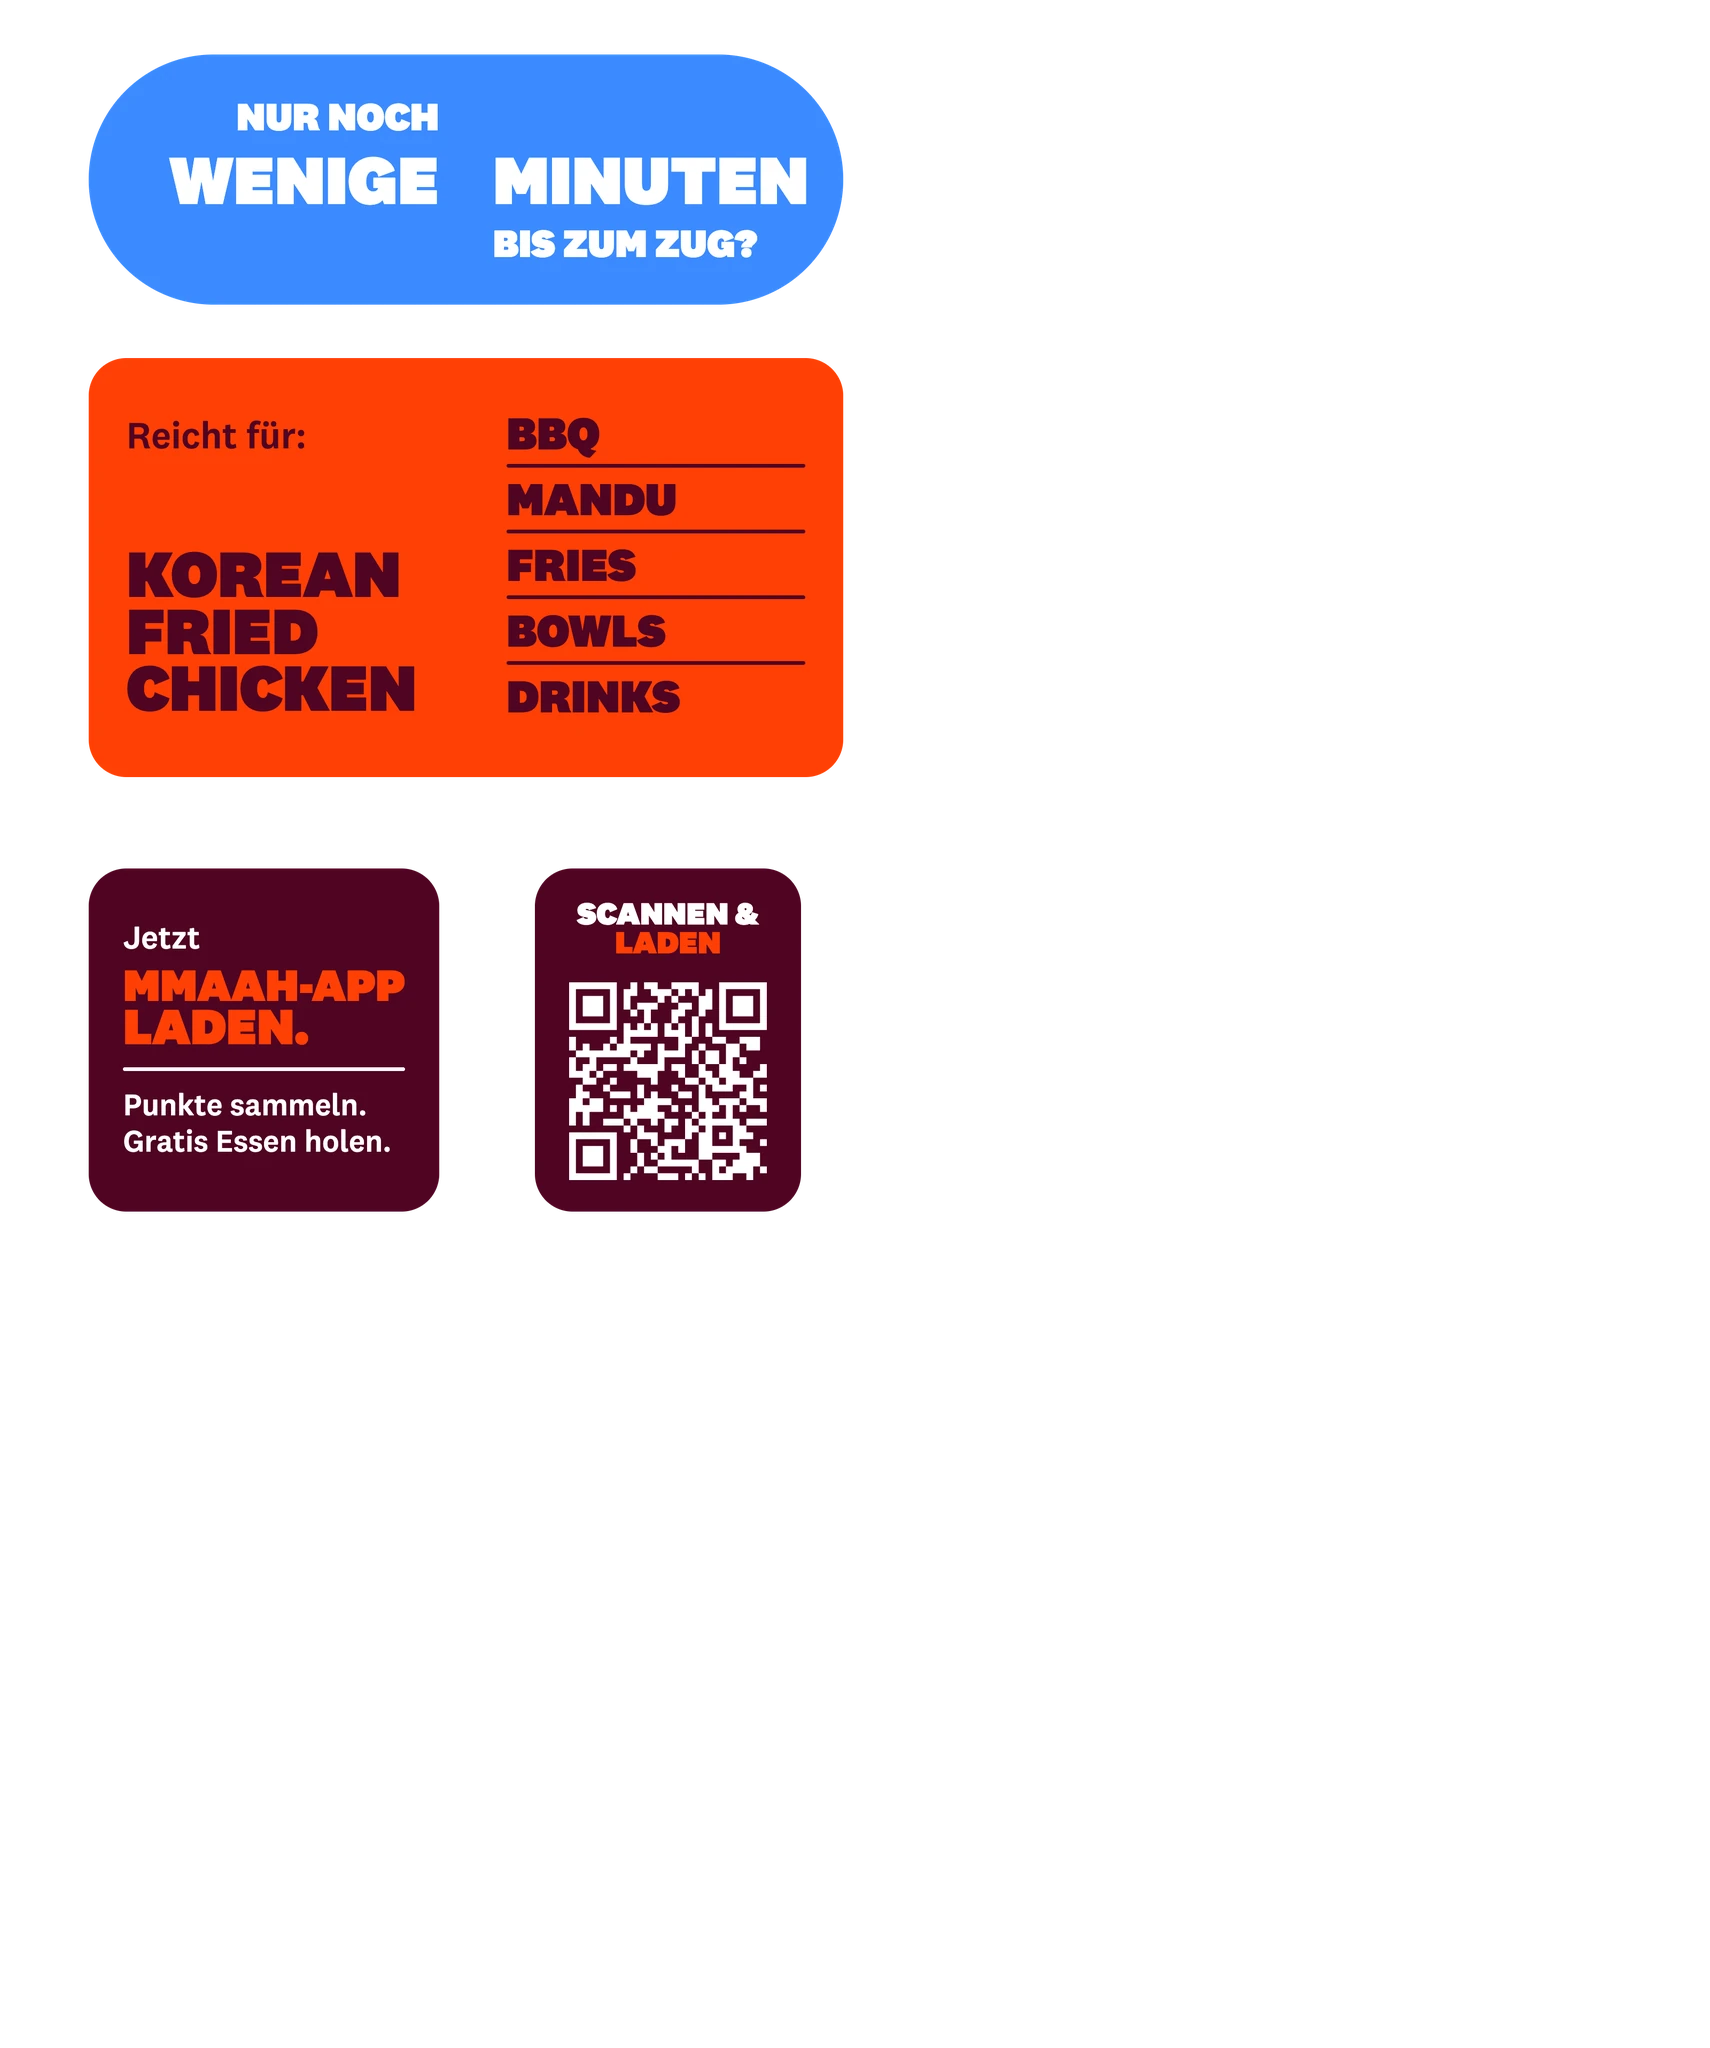 NUR NOCH
WENIGE MINUTEN
BIS ZUM ZUG?
Reicht für:
KOREAN
FRIED
CHICKEN
BBQ
MANDU
FRIES
BOWLS
DRINKS
Jetzt
MMAAH-APP
LADEN.
Punkte sammeln.
Gratis Essen holen.
SCANNEN &
LADEN